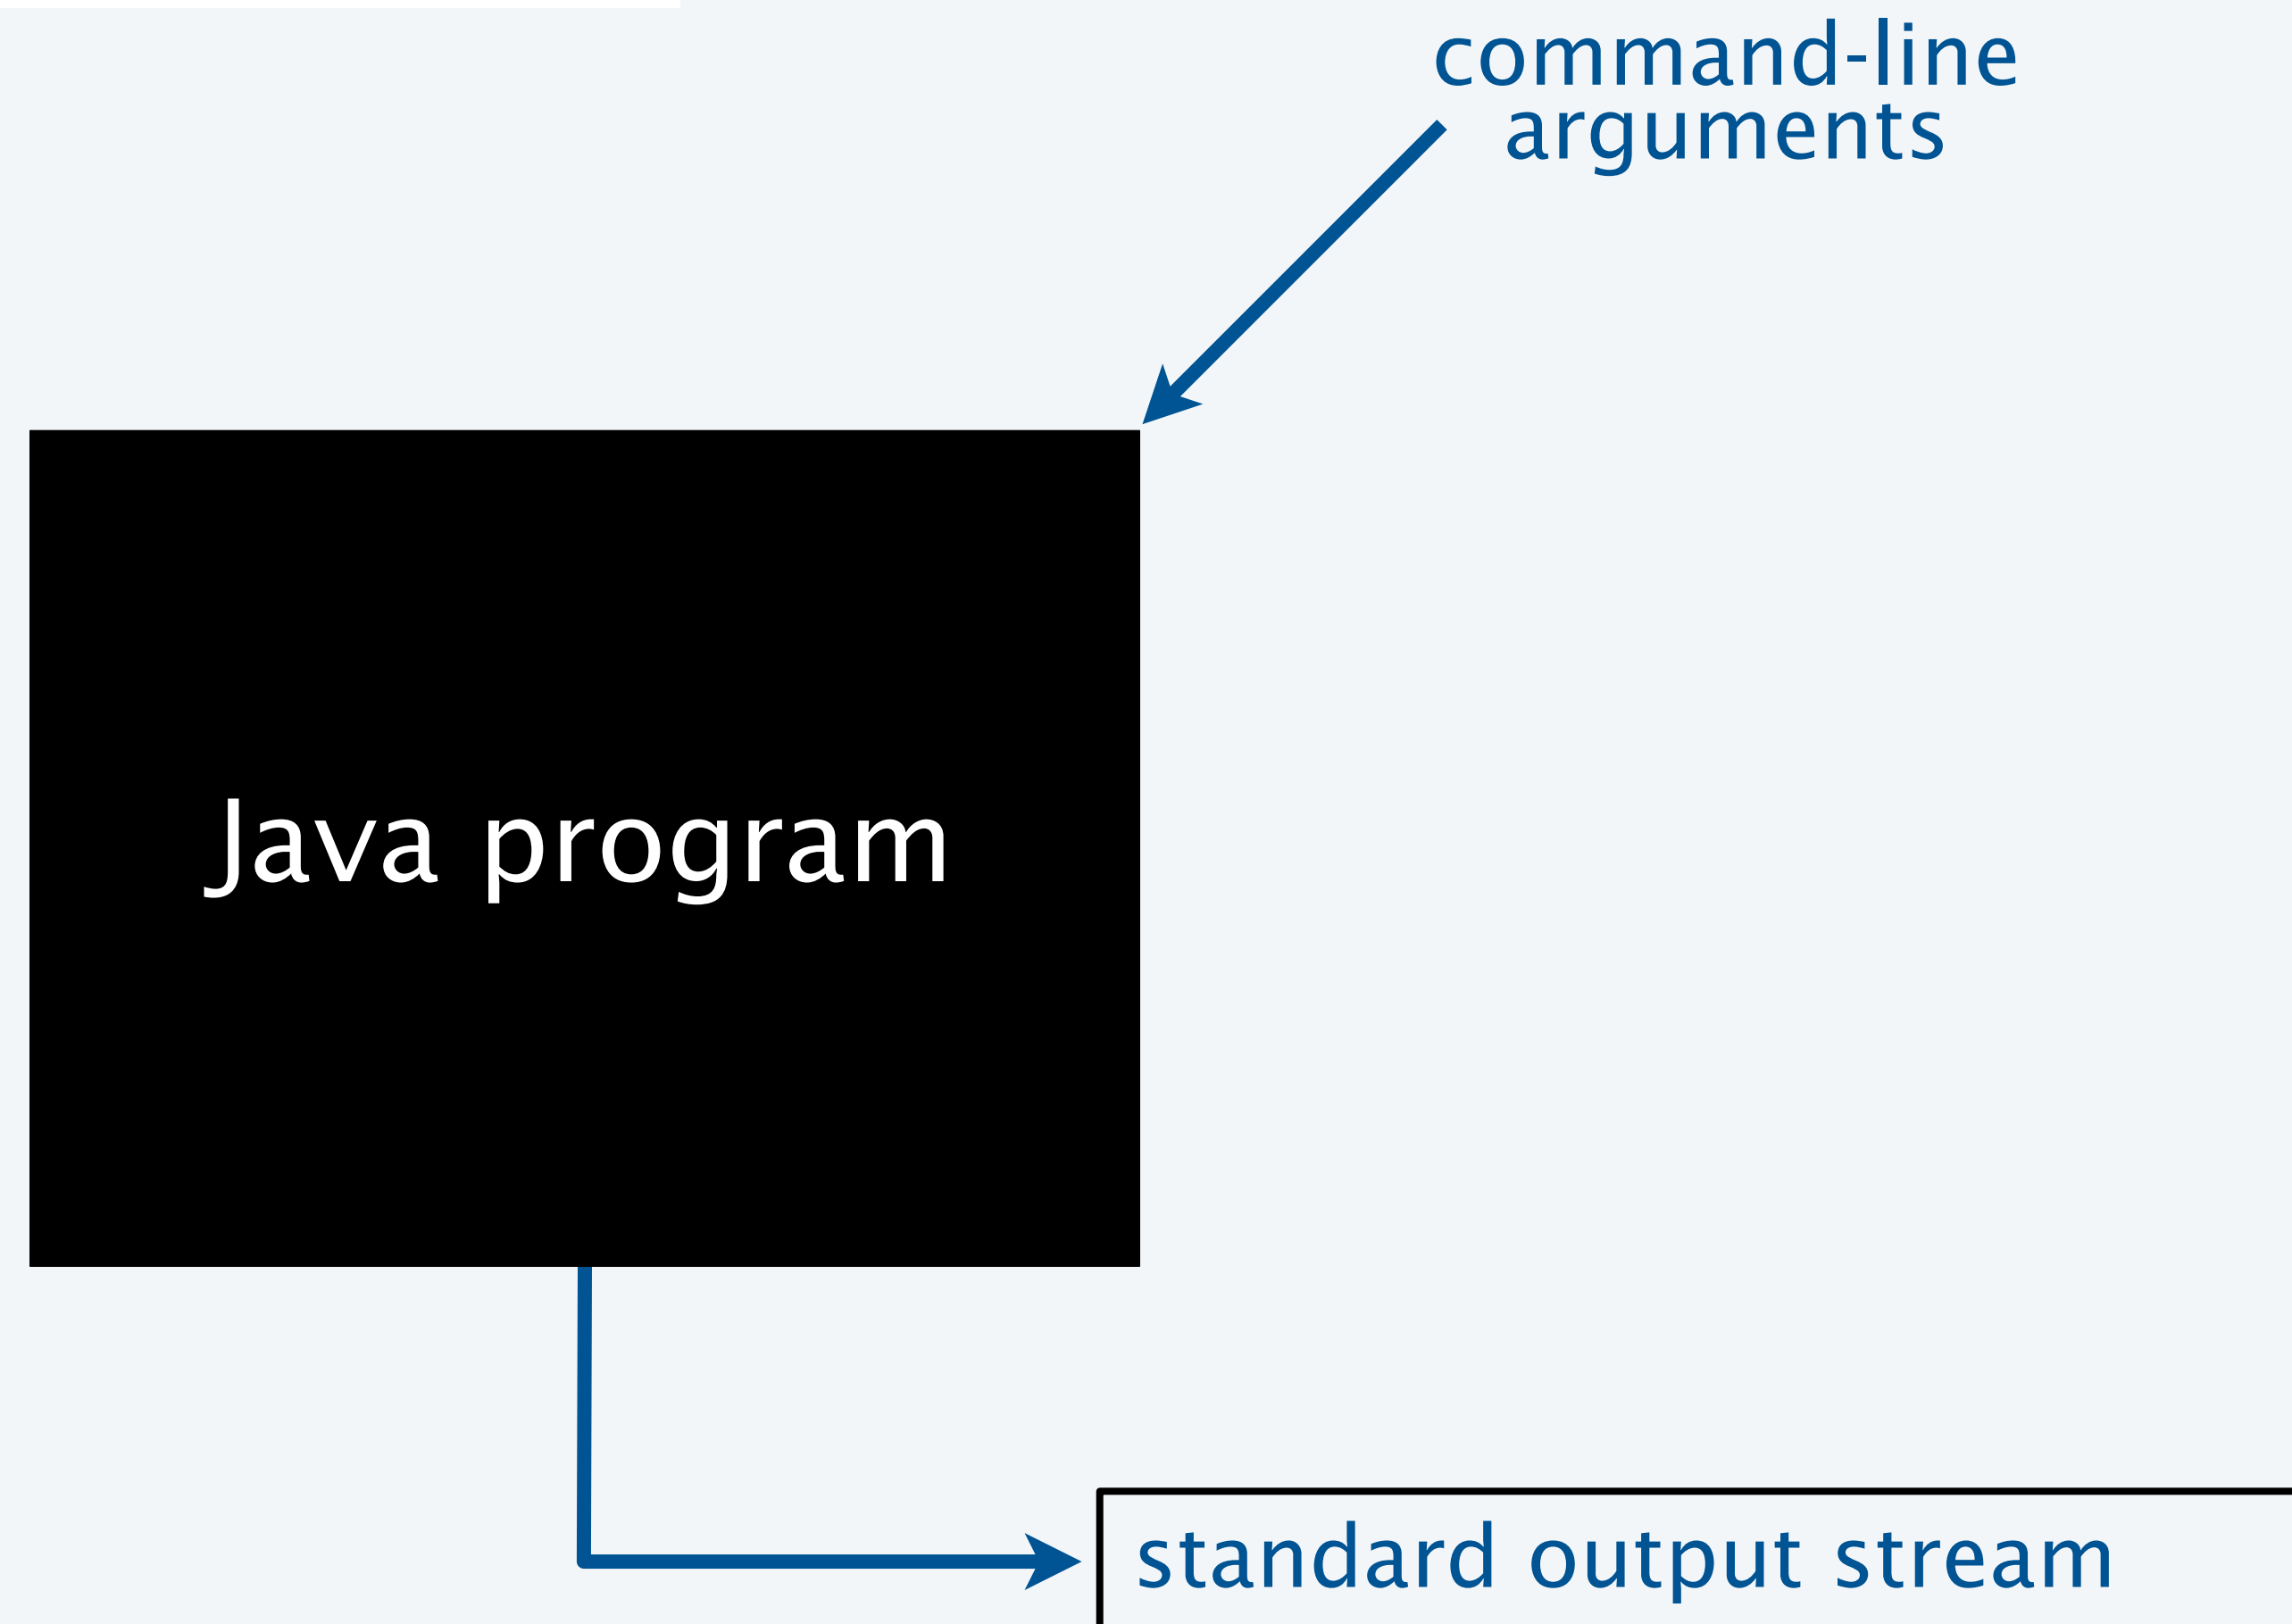 command-line
arguments
Java program
standard output stream